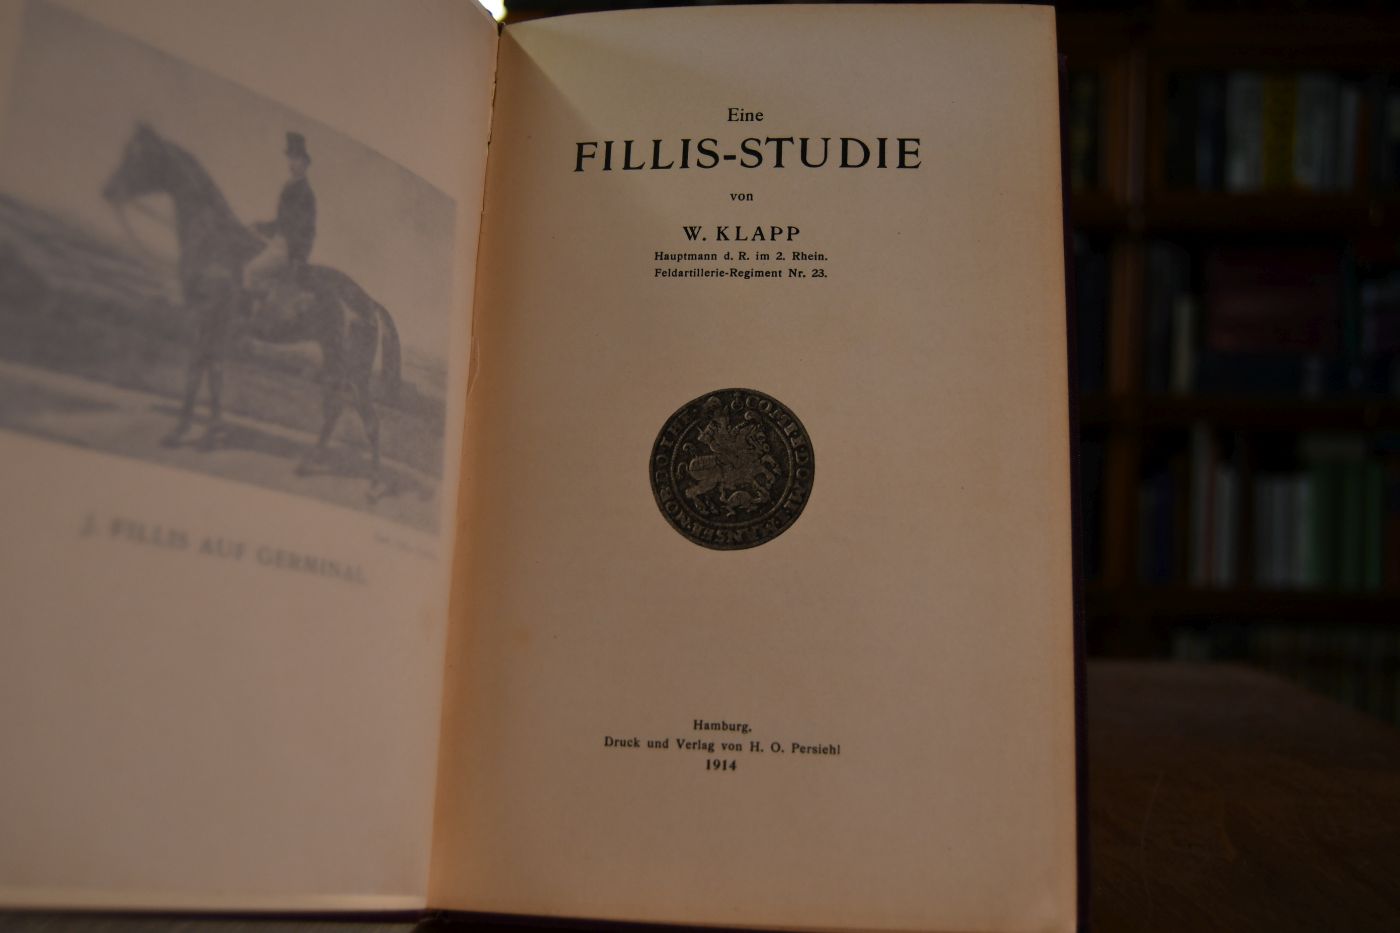 J. FILLIS AUF GERMINAL
Eine
FILLIS-STUDIE
von
W. KLAPP
Hauptmann d. R. im 2. Rhein.
Feldartillerie-Regiment Nr. 23.
Hamburg.
Druck und Verlag von H. O. Persiehl
1914